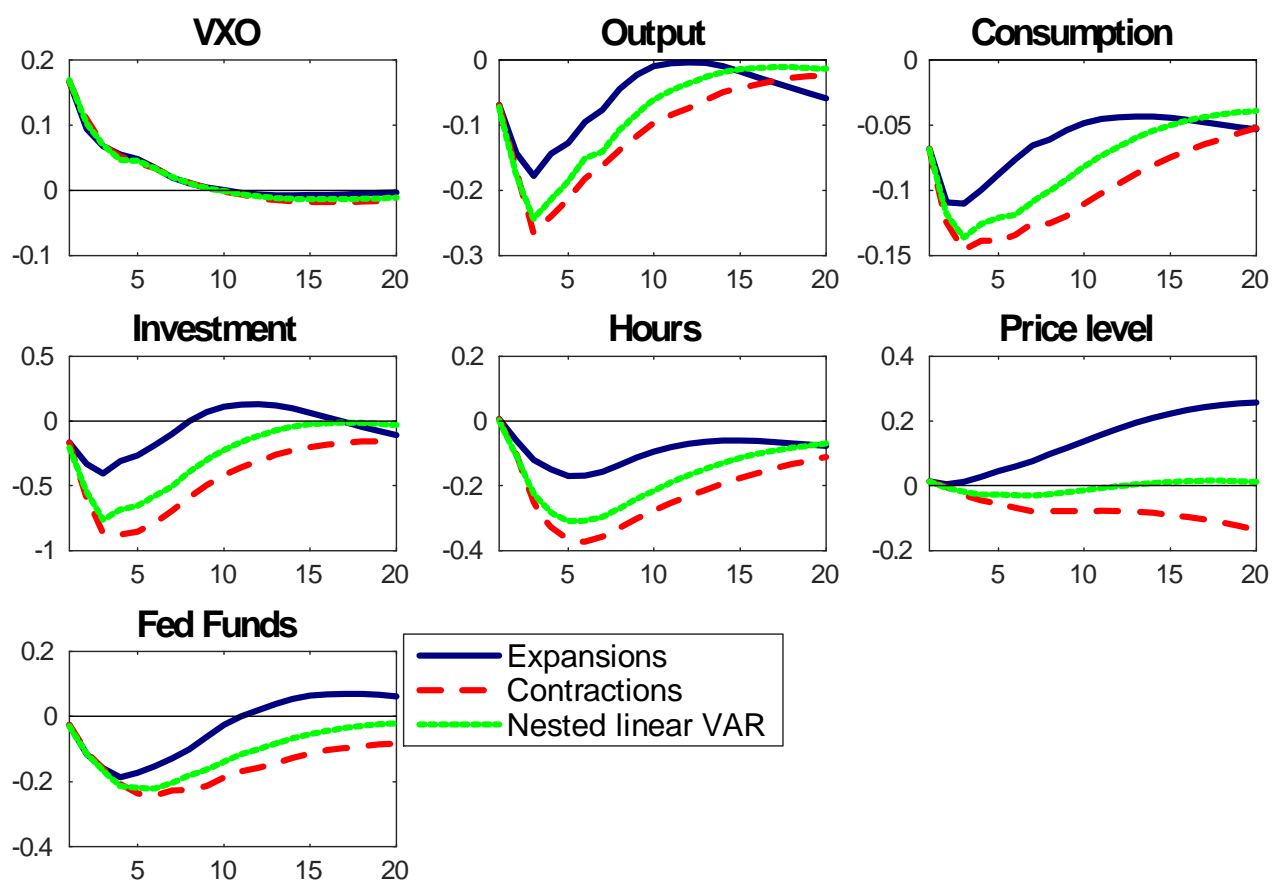 VXO
0.2
0.1
0
-0.1
5 10 15 20
Output
0
-0.1
-0.2
-0.3
5 10 15 20
Consumption
0
-0.05
-0.1
-0.15
5 10 15 20
Investment
0.5
0
-0.5
-1
5 10 15 20
Hours
0.2
0
-0.2
-0.4
5 10 15 20
Price level
0.4
0.2
0
-0.2
5 10 15 20
Fed Funds
0.2
0
-0.2
-0.4
5 10 15 20
Expansions
Contractions
Nested linear VAR